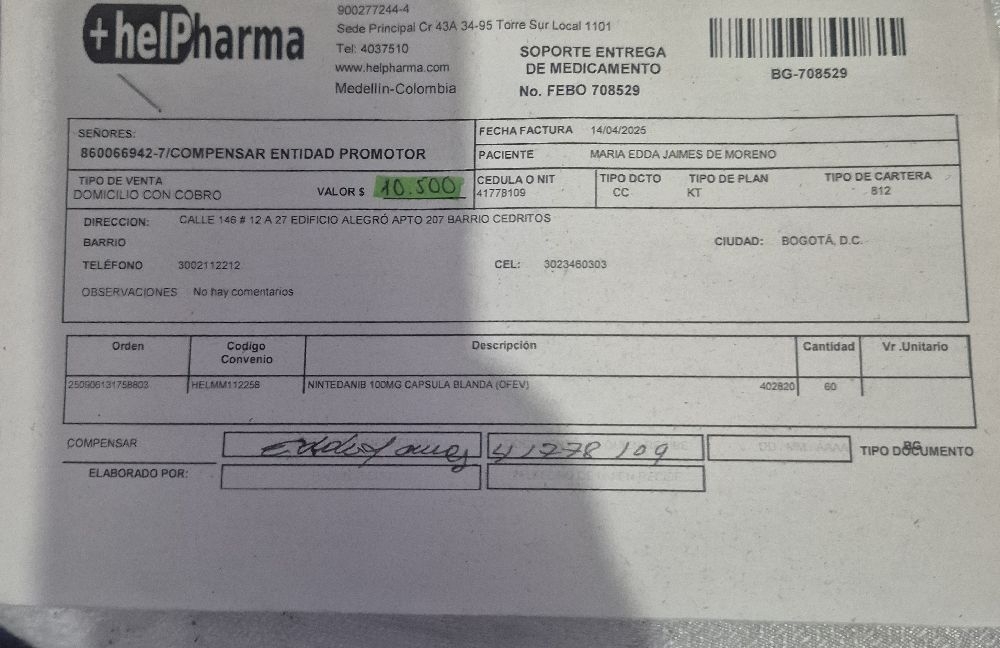 +helPharma
900277244-4
Sede Principal Cr 43A 34-95 Torre Sur Local 1101
Tel: 4037510
www.helpharma.com
Medellin-Colombia
SOPORTE ENTREGA
DE MEDICAMENTO
No. FEBO 708529
BG-708529
SEÑORES:
860066942-7/COMPENSAR ENTIDAD PROMOTOR
FECHA FACTURA 14/04/2025
PACIENTE MARIA EDDA JAIMES DE MORENO
TIPO DE VENTA
DOMICILIO CON COBRO
VALOR $ 10.500
CEDULA O NIT
41778109
TIPO DCTO
CC
TIPO DE PLAN
KT
TIPO DE CARTERA
812
DIRECCION: CALLE 146 # 12 A 27 EDIFICIO ALEGRÓ APTO 207 BARRIO CEDRITOS
BARRIO
CIUDAD: BOGOTÁ, D.C.
TELÉFONO 3002112212
CEL: 3023460303
OBSERVACIONES No hay comentarios
Orden Codigo Convenio Descripción Cantidad Vr .Unitario
250906131758803 HELMM112258 NINTEDANIB 100MG CAPSULA BLANDA (OFEV) 402820 60
COMPENSAR
41778109
TIPO DOCUMENTO
BG
ELABORADO POR: